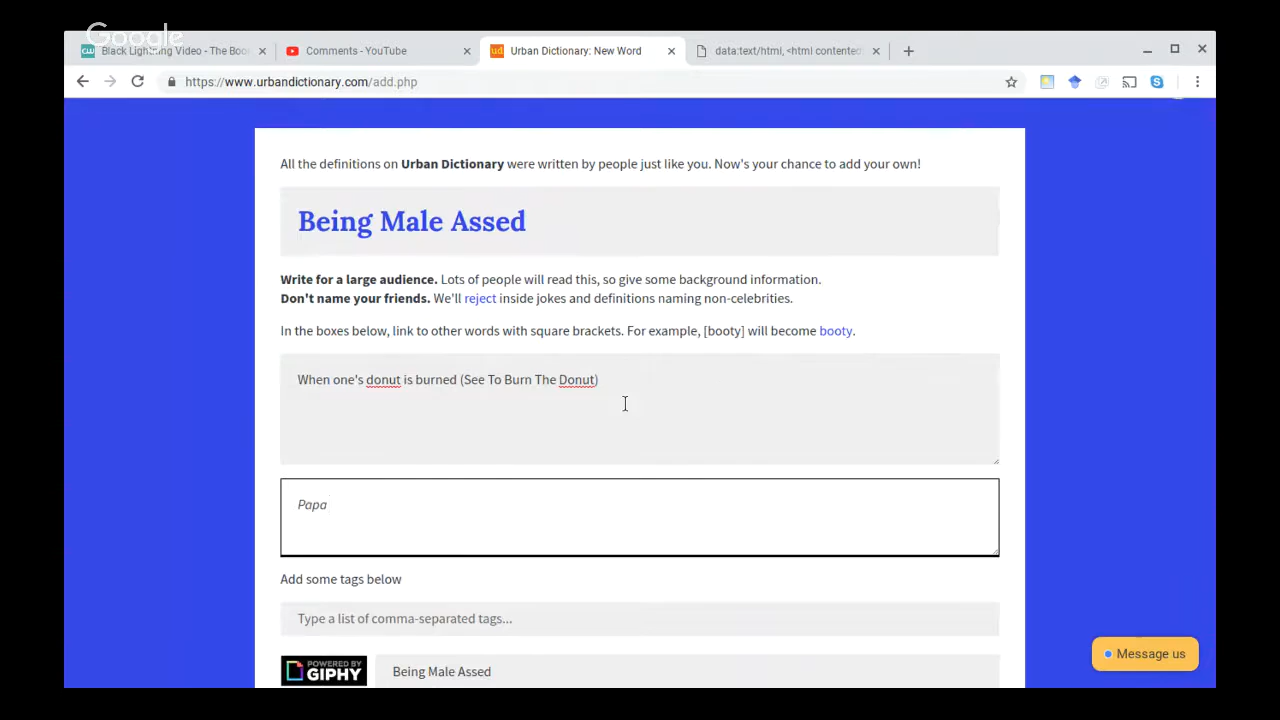 Google
Black Lightning Video - The Boo
Comments - YouTube
Urban Dictionary: New Word
data:text/html, <html contented
https://www.urbandictionary.com/add.php
All the definitions on Urban Dictionary were written by people just like you. Now's your chance to add your own!
Being Male Assed
Write for a large audience. Lots of people will read this, so give some background information.
Don't name your friends. We'll reject inside jokes and definitions naming non-celebrities.
In the boxes below, link to other words with square brackets. For example, [booty] will become booty.
When one's donut is burned (See To Burn The Donut)
Papa
Add some tags below
Type a list of comma-separated tags...
POWERED BY
GIPHY
Being Male Assed
Message us